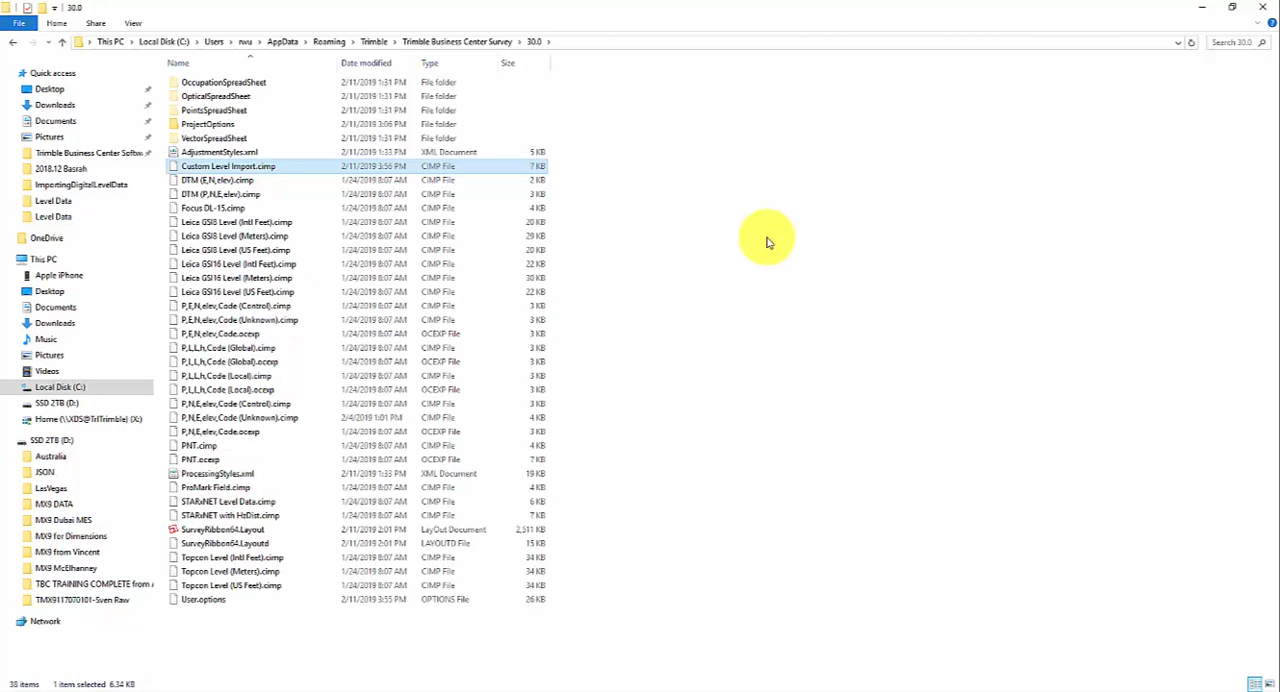 30.0
File Home Share View
This PC Local Disk (C:) Users rwu AppData Roaming Trimble Trimble Business Center Survey 30.0
Search 30.0
Name Date modified Type Size
Quick access
Desktop
Downloads
Documents
Pictures
Trimble Business Center Softw
2018.12 Basrah
ImportingDigitalLevelData
Level Data
Level Data
OneDrive
This PC
Apple iPhone
Desktop
Documents
Downloads
Music
Pictures
Videos
Local Disk (C:)
SSD 2TB (D:)
Home (\\XDS@TrlTrimble) (X:)
SSD 2TB (D:)
Australia
JSON
LasVegas
MX9 DATA
MX9 Dubai MES
MX9 for Dimensions
MX9 from Vincent
MX9 McElhanney
TBC TRAINING COMPLETE from A
TMX9117070101-Sven Raw
Network
OccupationSpreadSheet 2/11/2019 1:31 PM File folder
OpticalSpreadSheet 2/11/2019 1:31 PM File folder
PointsSpreadSheet 2/11/2019 1:31 PM File folder
ProjectOptions 2/11/2019 3:06 PM File folder
VectorSpreadSheet 2/11/2019 1:31 PM File folder
AdjustmentStyles.xml 2/11/2019 1:33 PM XML Document 5 KB
Custom Level Import.cimp 2/11/2019 3:56 PM CIMP File 7 KB
DTM (E,N,elev).cimp 1/24/2019 8:07 AM CIMP File 2 KB
DTM (P,N,E,elev).cimp 1/24/2019 8:07 AM CIMP File 3 KB
Focus DL-15.cimp 1/24/2019 8:07 AM CIMP File 4 KB
Leica GSI8 Level (Intl Feet).cimp 1/24/2019 8:07 AM CIMP File 20 KB
Leica GSI8 Level (Meters).cimp 1/24/2019 8:07 AM CIMP File 29 KB
Leica GSI8 Level (US Feet).cimp 1/24/2019 8:07 AM CIMP File 20 KB
Leica GSI16 Level (Intl Feet).cimp 1/24/2019 8:07 AM CIMP File 22 KB
Leica GSI16 Level (Meters).cimp 1/24/2019 8:07 AM CIMP File 30 KB
Leica GSI16 Level (US Feet).cimp 1/24/2019 8:07 AM CIMP File 22 KB
P,E,N,elev,Code (Control).cimp 1/24/2019 8:07 AM CIMP File 3 KB
P,E,N,elev,Code (Unknown).cimp 1/24/2019 8:07 AM CIMP File 3 KB
P,E,N,elev,Code.ocexp 1/24/2019 8:07 AM OCEXP File 4 KB
P,L,L,h,Code (Global).cimp 1/24/2019 8:07 AM CIMP File 3 KB
P,L,L,h,Code (Global).ocexp 1/24/2019 8:07 AM OCEXP File 4 KB
P,L,L,h,Code (Local).cimp 1/24/2019 8:07 AM CIMP File 3 KB
P,L,L,h,Code (Local).ocexp 1/24/2019 8:07 AM OCEXP File 4 KB
P,N,E,elev,Code (Control).cimp 1/24/2019 8:07 AM CIMP File 3 KB
P,N,E,elev,Code (Unknown).cimp 2/4/2019 1:01 PM CIMP File 4 KB
P,N,E,elev,Code.ocexp 1/24/2019 8:07 AM OCEXP File 4 KB
PNT.cimp 1/24/2019 8:07 AM CIMP File 4 KB
PNT.ocexp 1/24/2019 8:07 AM OCEXP File 7 KB
ProcessingStyles.xml 2/11/2019 1:33 PM XML Document 19 KB
ProMark Field.cimp 1/24/2019 8:07 AM CIMP File 4 KB
STARxNET Level Data.cimp 1/24/2019 8:07 AM CIMP File 6 KB
STARxNET with HzDist.cimp 1/24/2019 8:07 AM CIMP File 7 KB
SurveyRibbon64.Layout 2/11/2019 2:01 PM LayOut Document 2,511 KB
SurveyRibbon64.Layoutd 2/11/2019 2:01 PM LAYOUTD File 15 KB
Topcon Level (Intl Feet).cimp 1/24/2019 8:07 AM CIMP File 34 KB
Topcon Level (Meters).cimp 1/24/2019 8:07 AM CIMP File 34 KB
Topcon Level (US Feet).cimp 1/24/2019 8:07 AM CIMP File 34 KB
User.options 2/11/2019 3:55 PM OPTIONS File 26 KB
38 items 1 item selected 6.34 KB